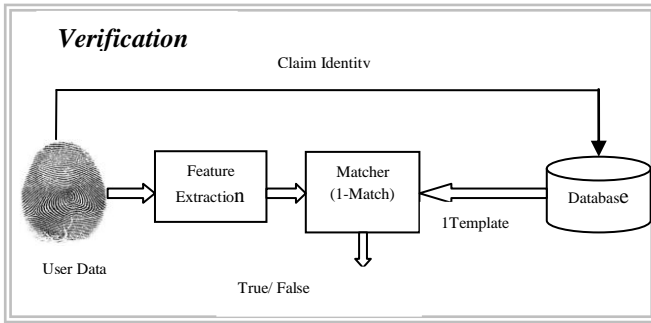 Verification
Claim Identity
Feature
Extraction
Matcher
(1-Match)
Database
1Template
User Data
True/ False